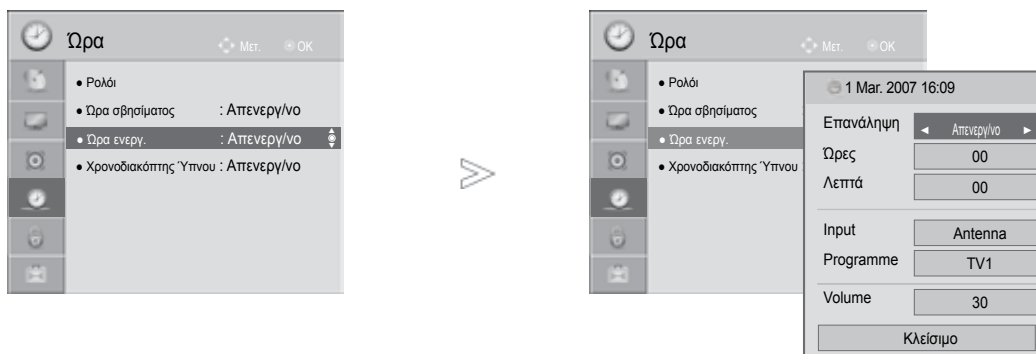 Ώρα Μετ. OK
● Ρολόι
● Ώρα σβησίματος : Απενεργ/νο
● Ώρα ενεργ. : Απενεργ/νο
● Χρονοδιακόπτης Ύπνου : Απενεργ/νο
Ώρα Μετ. OK
● Ρολόι
● Ώρα σβησίματος
● Ώρα ενεργ.
● Χρονοδιακόπτης Ύπνου :
1 Mar. 2007 16:09
Επανάληψη ◄ Απενεργ/νο ►
Ώρες 00
Λεπτά 00
Input Antenna
Programme TV1
Volume 30
Κλείσιμο